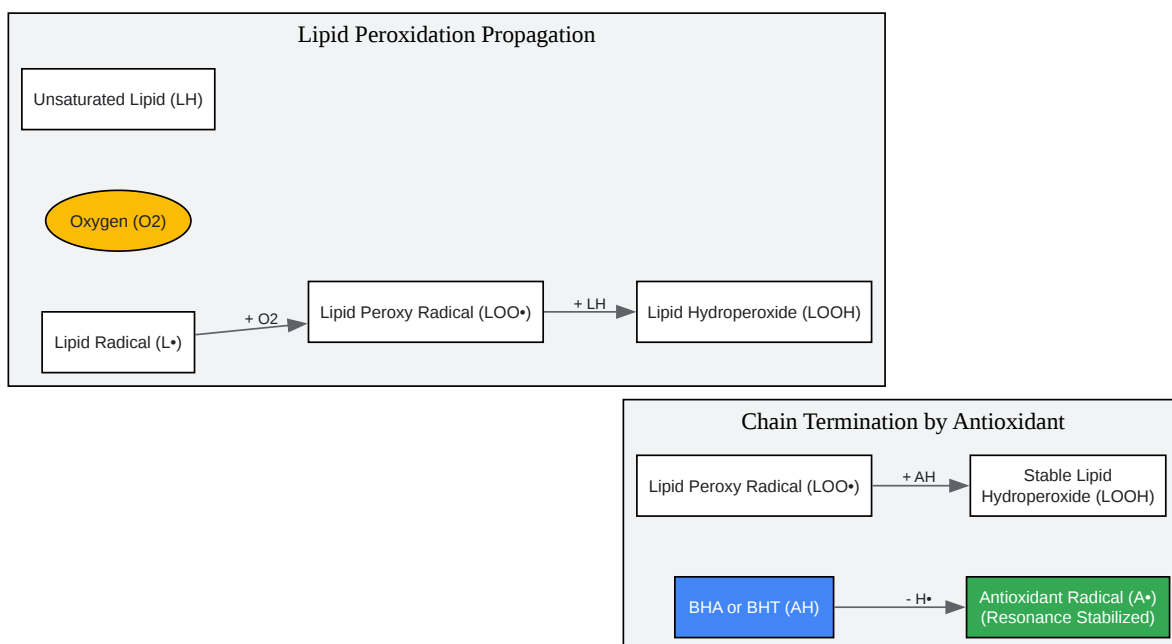 Lipid Peroxidation Propagation
Unsaturated Lipid (LH)
Oxygen (O2)
Lipid Radical (L•)
+ O2
Lipid Peroxy Radical (LOO•)
+ LH
Lipid Hydroperoxide (LOOH)
Chain Termination by Antioxidant
Lipid Peroxy Radical (LOO•)
+ AH
Stable Lipid
Hydroperoxide (LOOH)
BHA or BHT (AH)
- H•
Antioxidant Radical (A•)
(Resonance Stabilized)